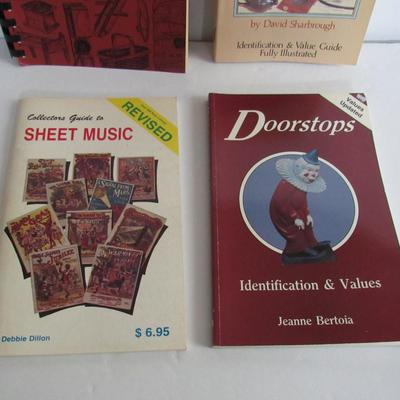 by David Sharbrough
Identification & Value Guide
Fully Illustrated
Collectors Guide to
SHEET MUSIC
REVISED
Debbie Dillon
$ 6.95
Values
Updated
Doorstops
Identification & Values
Jeanne Bertoia